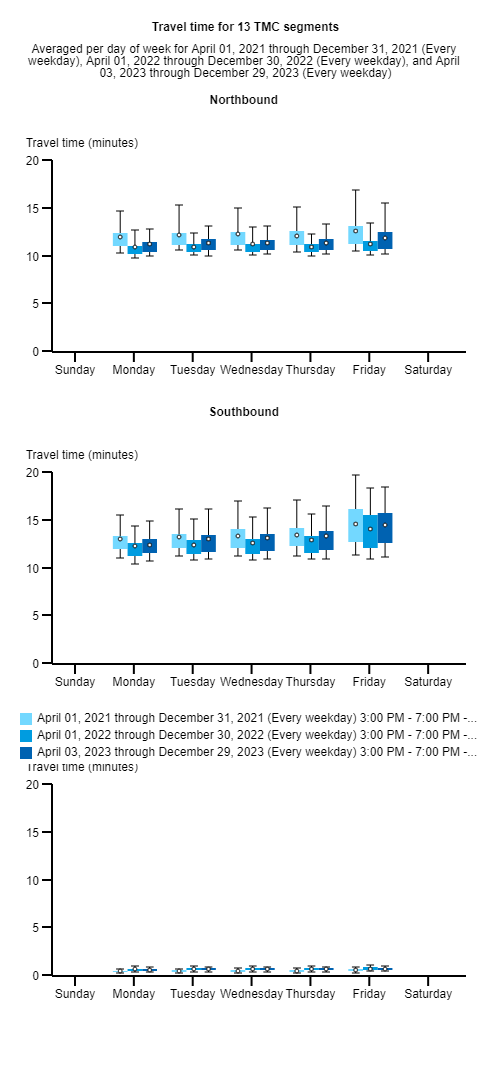 Travel time for 13 TMC segments
Averaged per day of week for April 01, 2021 through December 31, 2021 (Every
weekday), April 01, 2022 through December 30, 2022 (Every weekday), and April
03, 2023 through December 29, 2023 (Every weekday)
Northbound
Travel time (minutes)
20
15
10
5
0
Sunday Monday Tuesday Wednesday Thursday Friday Saturday
Southbound
Travel time (minutes)
20
15
10
5
0
Sunday Monday Tuesday Wednesday Thursday Friday Saturday
April 01, 2021 through December 31, 2021 (Every weekday) 3:00 PM - 7:00 PM -...
April 01, 2022 through December 30, 2022 (Every weekday) 3:00 PM - 7:00 PM -...
April 03, 2023 through December 29, 2023 (Every weekday) 3:00 PM - 7:00 PM -...
Travel time (minutes)
20
15
10
5
0
Sunday Monday Tuesday Wednesday Thursday Friday Saturday